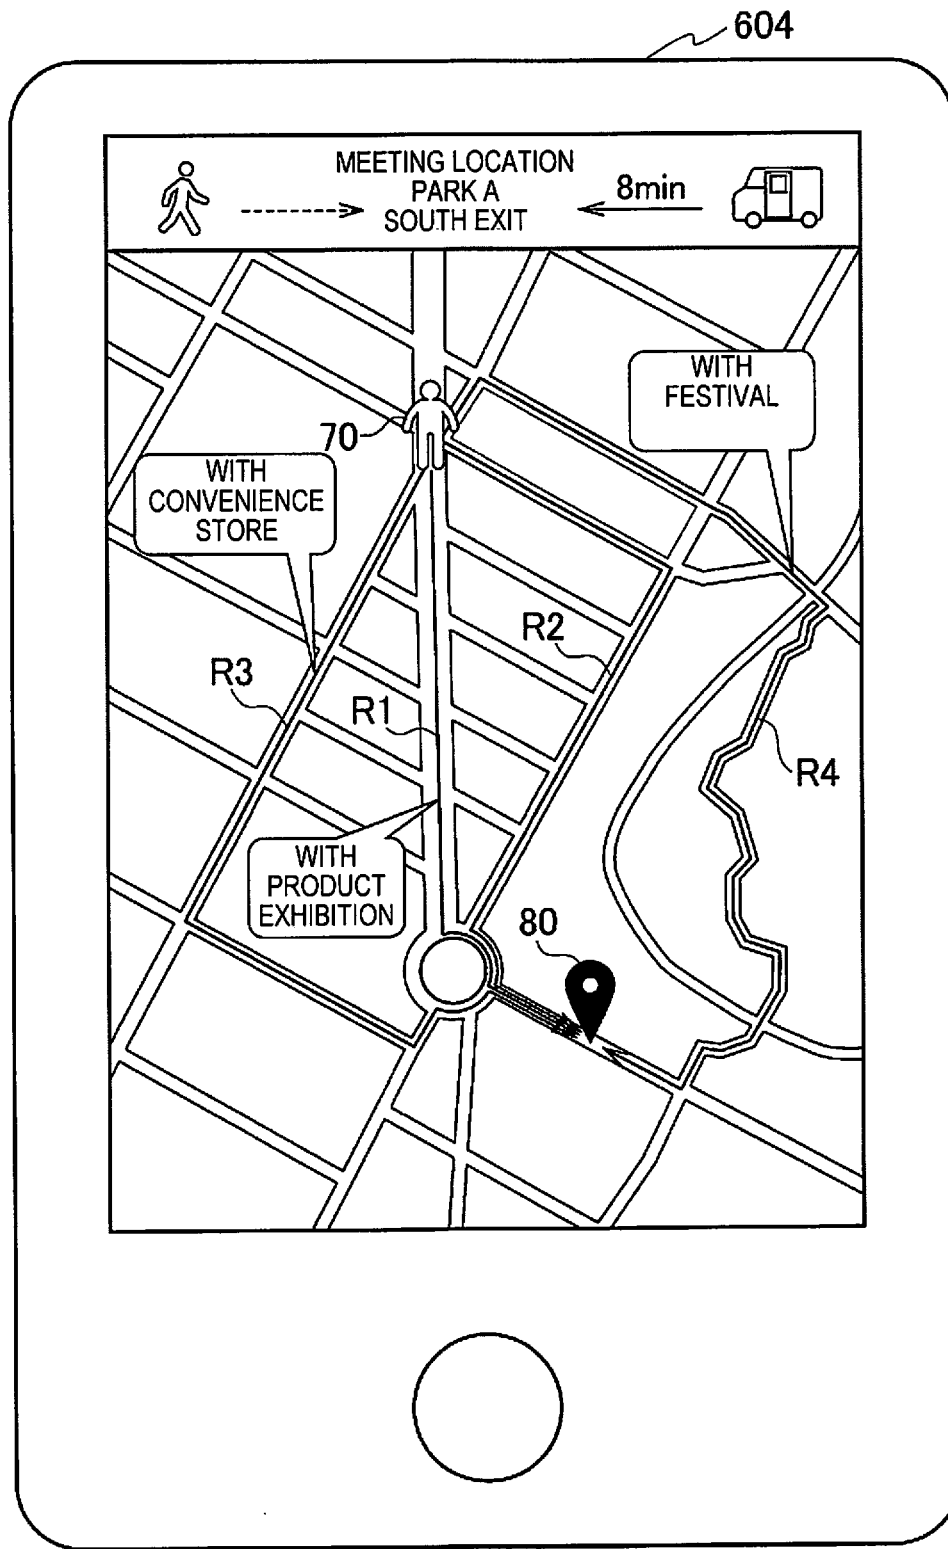 604
MEETING LOCATION
PARK A
SOUTH EXIT
8min
WITH
FESTIVAL
70
WITH
CONVENIENCE
STORE
R2
R3
R1
R4
WITH
PRODUCT
EXHIBITION
80